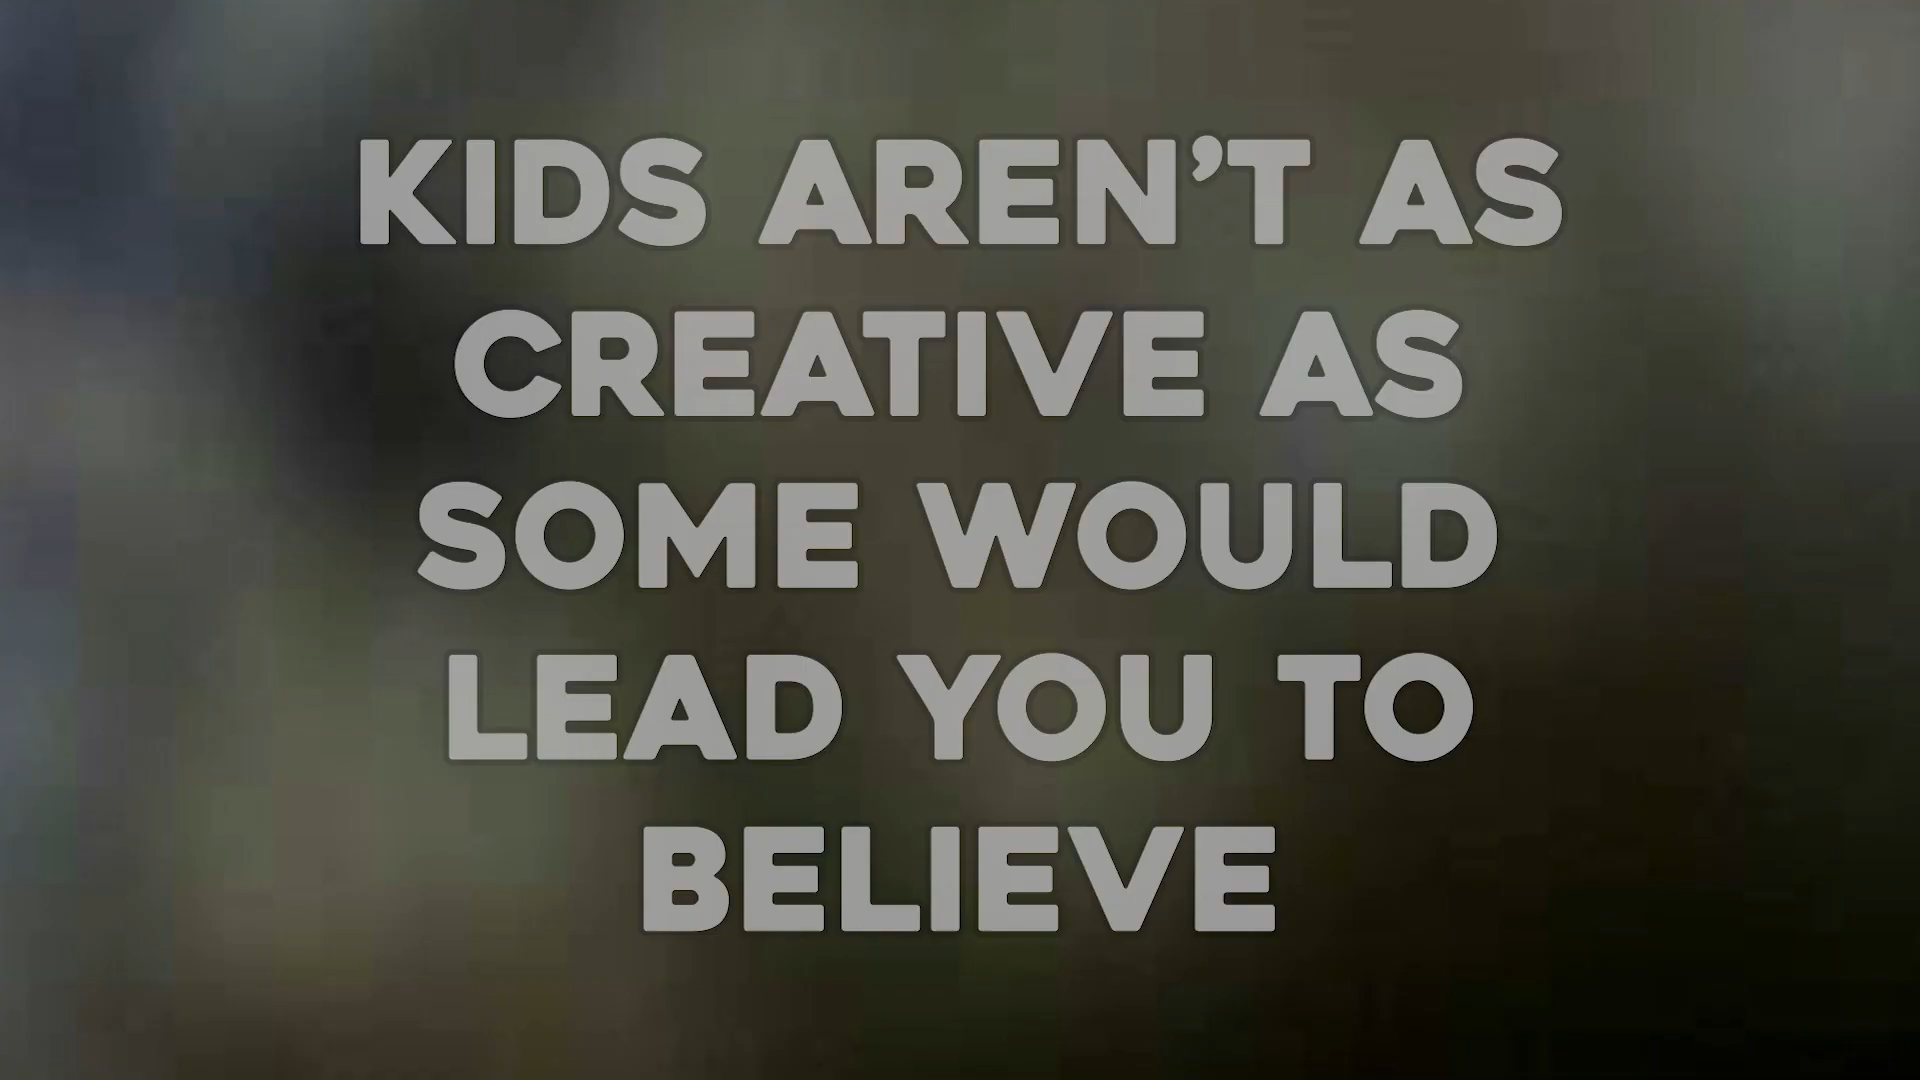 KIDS AREN’T AS
CREATIVE AS
SOME WOULD
LEAD YOU TO
BELIEVE